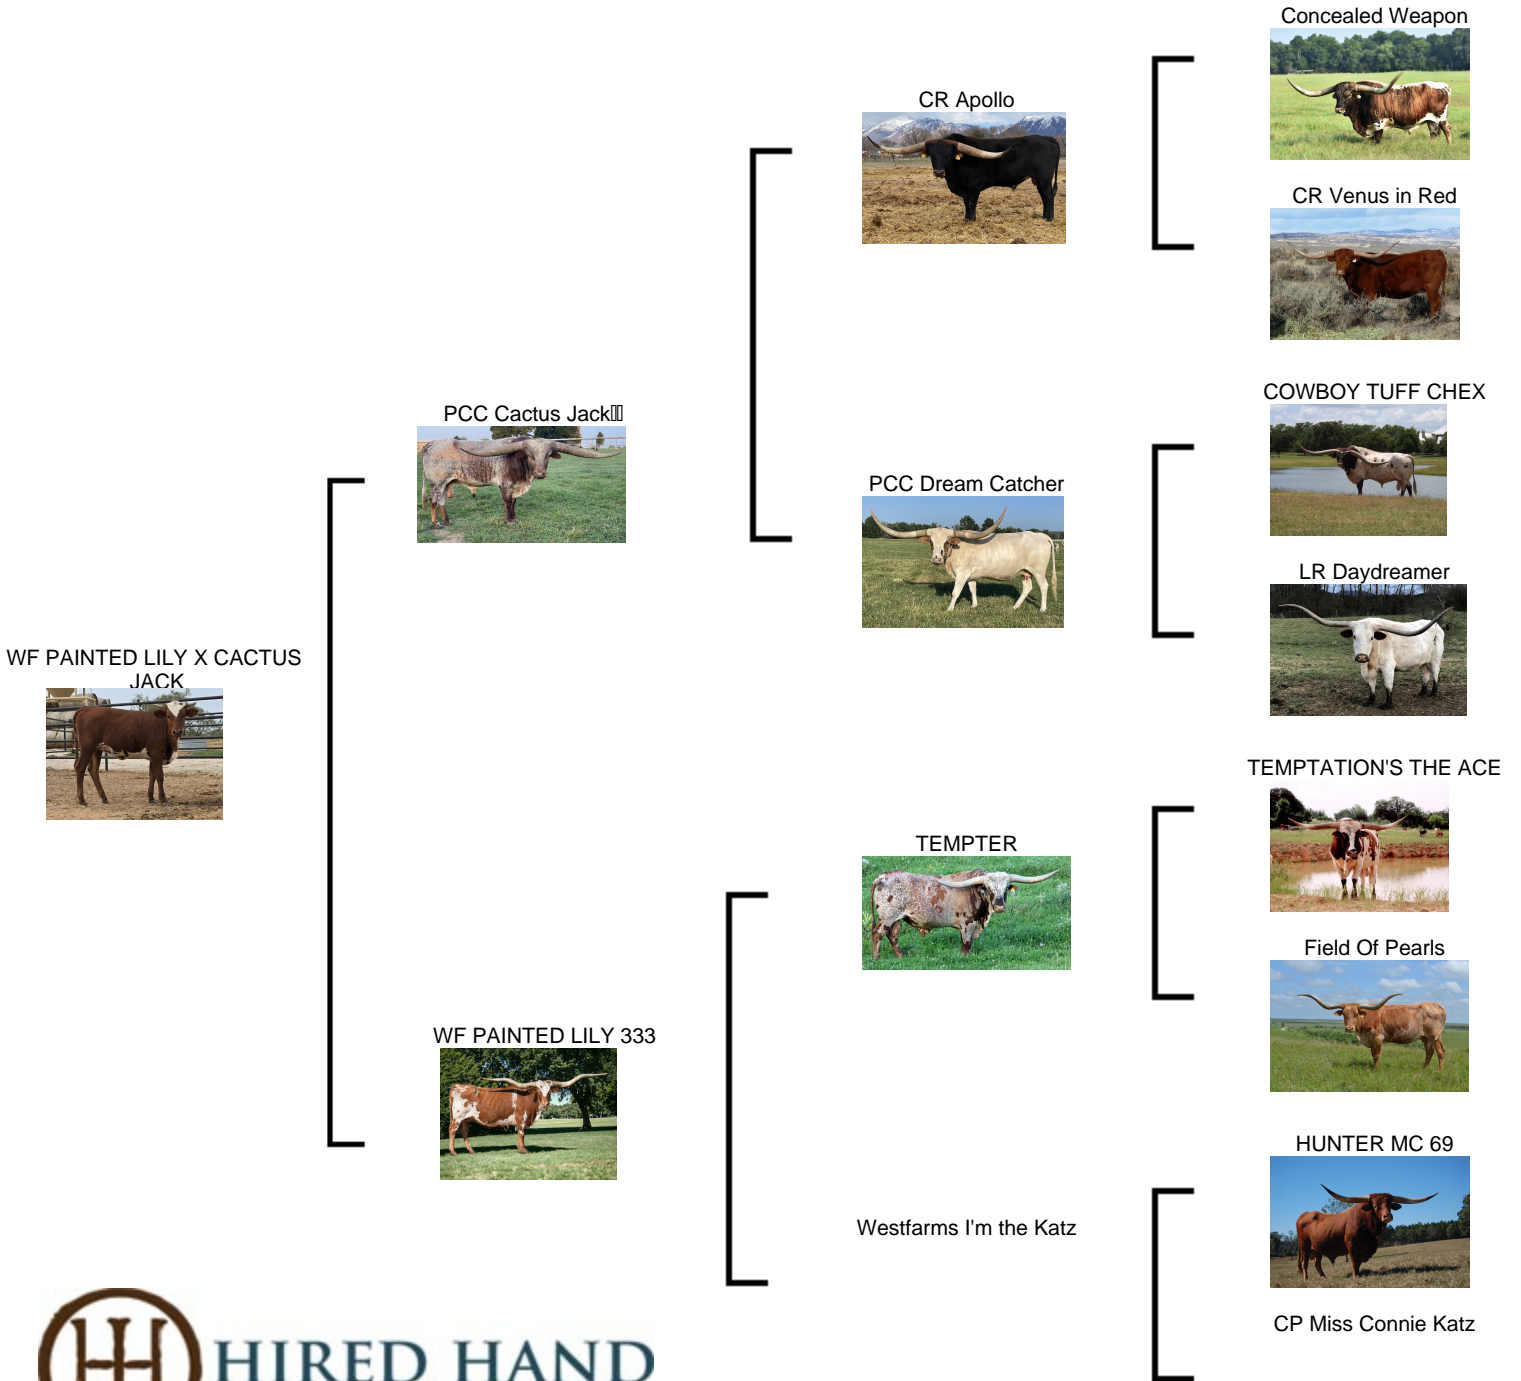 Concealed Weapon
CR Apollo
CR Venus in Red
COWBOY TUFF CHEX
PCC Cactus Jack
PCC Dream Catcher
LR Daydreamer
WF PAINTED LILY X CACTUS
JACK
TEMPTATION'S THE ACE
TEMPTER
Field Of Pearls
WF PAINTED LILY 333
HUNTER MC 69
Westfarms I'm the Katz
CP Miss Connie Katz
HIRED HAND